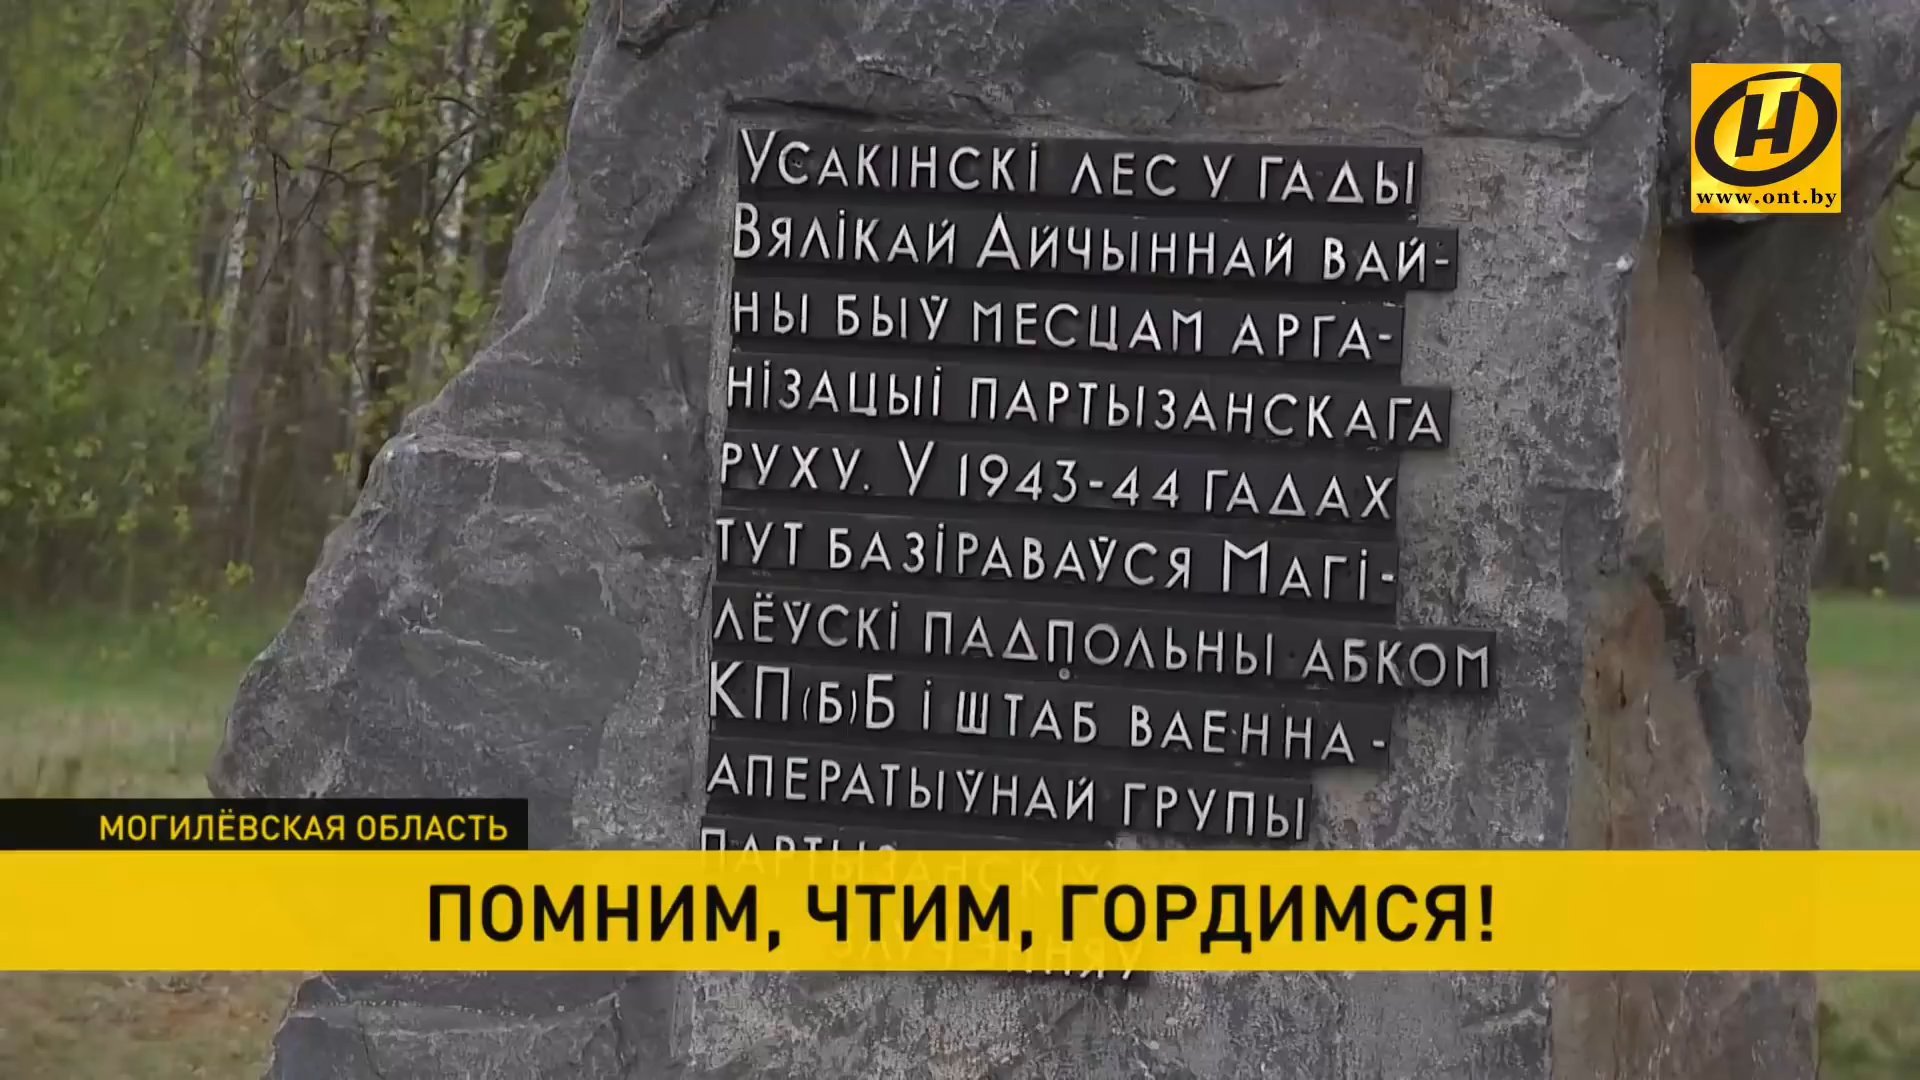 Усакінскі лес у гады
Вялікай Айчыннай вай-
ны быў месцам арга-
нізацыі партызанскага
руху. У 1943-44 гадах
тут базіраваўся Магі-
лёўскі падпольны абком
КП(б)Б і штаб ваенна-
аператыўнай групы
партызанскіх
Н
www.ont.by
МОГИЛЁВСКАЯ ОБЛАСТЬ
ПОМНИМ, ЧТИМ, ГОРДИМСЯ!